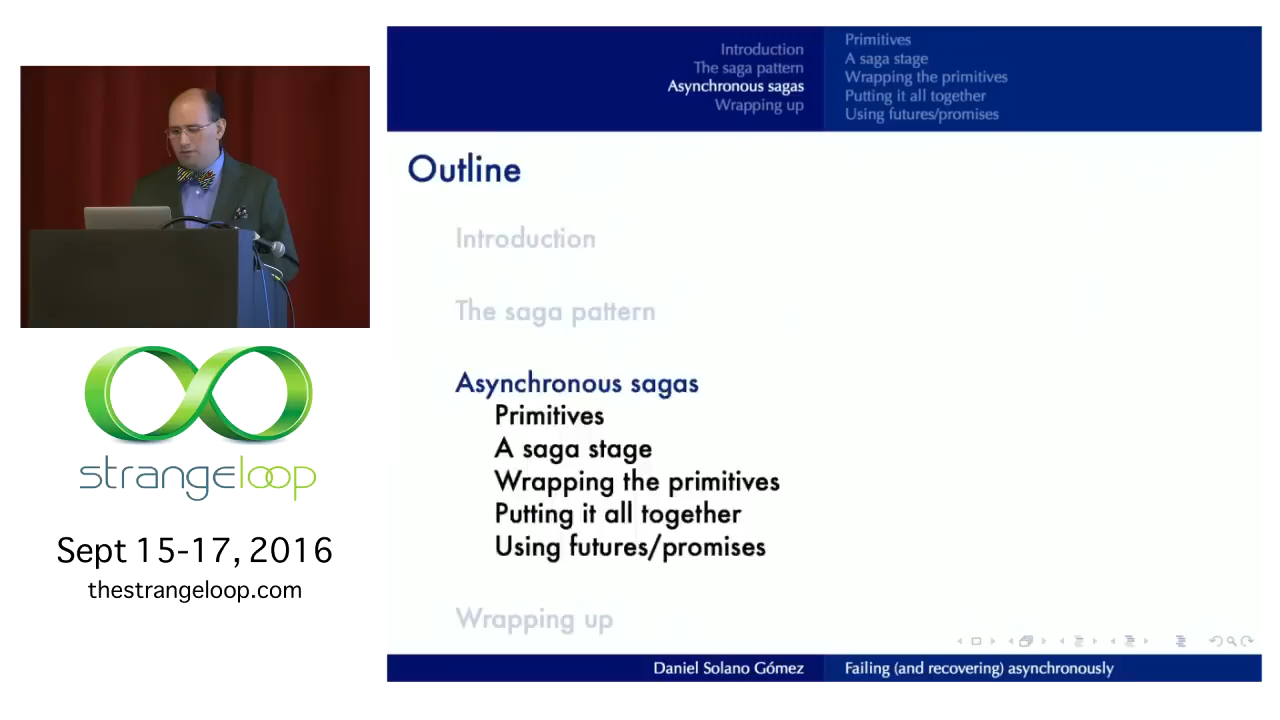 Introduction
The saga pattern
Asynchronous sagas
Wrapping up
Primitives
A saga stage
Wrapping the primitives
Putting it all together
Using futures/promises
Outline
Introduction
The saga pattern
Asynchronous sagas
Primitives
A saga stage
Wrapping the primitives
Putting it all together
Using futures/promises
Wrapping up
Daniel Solano Gómez
Failing (and recovering) asynchronously
strangeloop
Sept 15-17, 2016
thestrangeloop.com